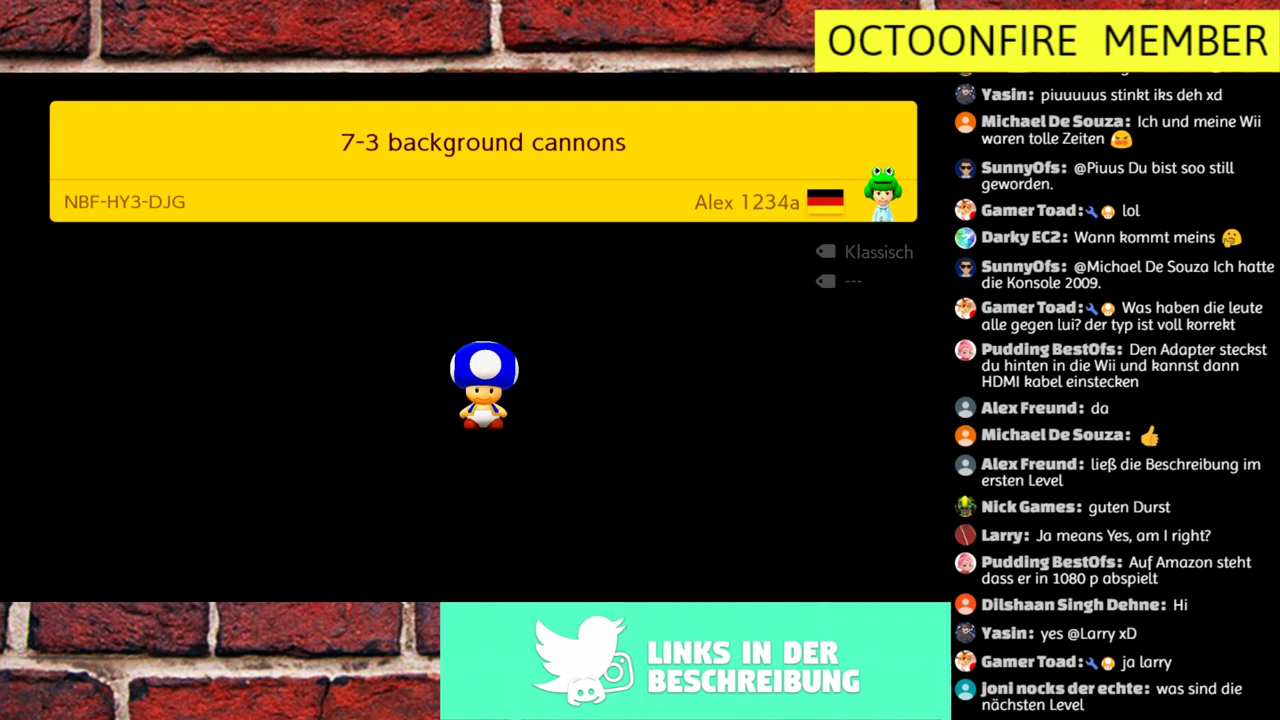 OCTOONFIRE MEMBER
7-3 background cannons
NBF-HY3-DJG
Alex 1234a
Klassisch
---
Yasin: piuuuuus stinkt iks deh xd
Michael De Souza: Ich und meine Wii
waren tolle Zeiten 😫
SunnyOfs: @Piuus Du bist soo still
geworden.
Gamer Toad: lol
Darky EC2: Wann kommt meins 🤔
SunnyOfs: @Michael De Souza Ich hatte
die Konsole 2009.
Gamer Toad: Was haben die leute
alle gegen lui? der typ ist voll korrekt
Pudding BestOfs: Den Adapter steckst
du hinten in die Wii und kannst dann
HDMI kabel einstecken
Alex Freund: da
Michael De Souza: 👍
Alex Freund: ließ die Beschreibung im
ersten Level
Nick Games: guten Durst
Larry: Ja means Yes, am I right?
Pudding BestOfs: Auf Amazon steht
dass er in 1080 p abspielt
Dilshaan Singh Dehne: Hi
Yasin: yes @Larry xD
Gamer Toad: ja larry
joni nocks der echte: was sind die
nächsten Level
LINKS IN DER
BESCHREIBUNG